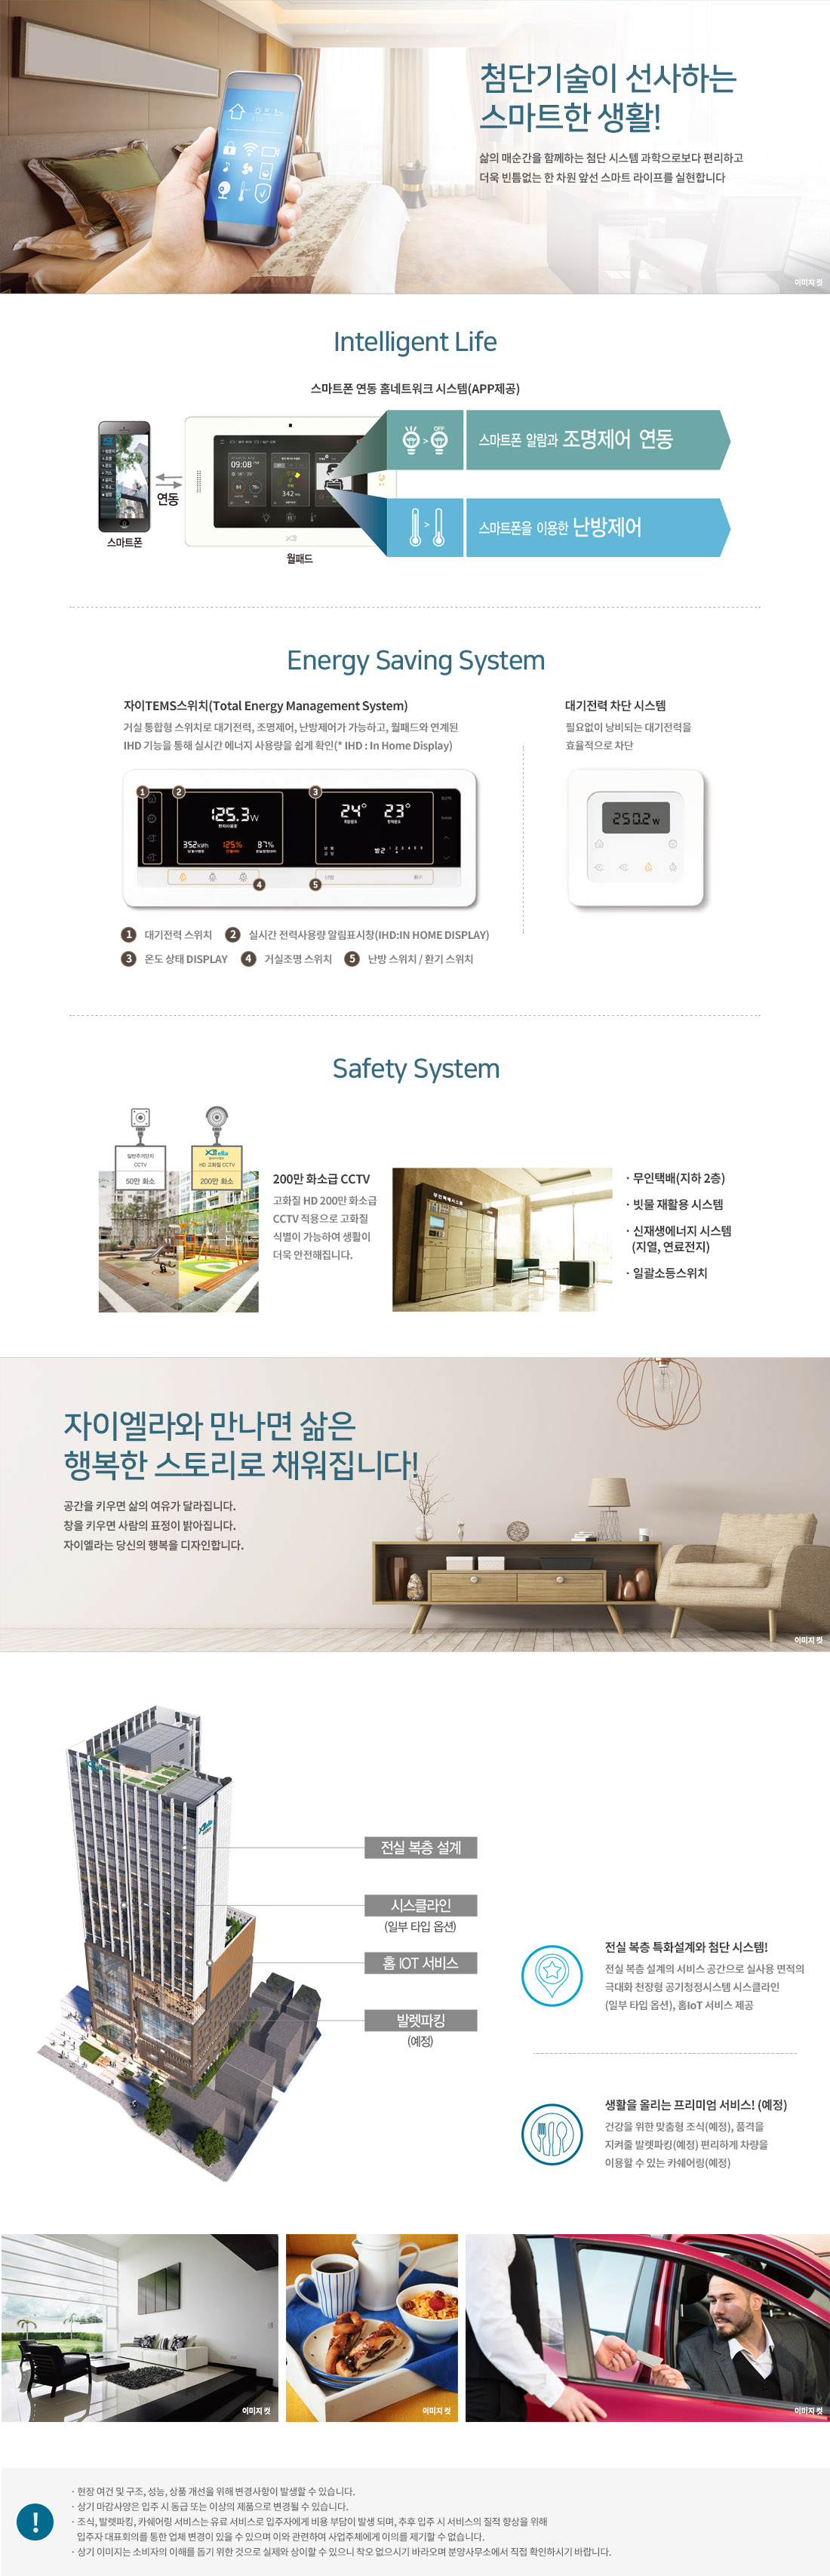 첨단기술이 선사하는
스마트한 생활!
삶의 매순간을 함께하는 첨단 시스템 과학으로보다 편리하고
더욱 빈틈없는 한 차원 앞선 스마트 라이프를 실현합니다
이미지 컷
Intelligent Life
스마트폰 연동 홈네트워크 시스템(APP제공)
OFF
스마트폰 알람과 조명제어 연동
09:08
342
연동
스마트폰을 이용한 난방제어
스마트폰
월패드
Energy Saving System
자이TEMS스위치(Total Energy Management System)
거실 통합형 스위치로 대기전력, 조명제어, 난방제어가 가능하고, 월패드와 연계된
IHD 기능을 통해 실시간 에너지 사용량을 쉽게 확인(* IHD : In Home Display)
대기전력 차단 시스템
필요없이 낭비되는 대기전력을
효율적으로 차단
1 2 3
125.3w
24° 23°
352kWh 125% 87%
4 5
250.2w
1 대기전력 스위치 2 실시간 전력사용량 알림표시창(IHD:IN HOME DISPLAY)
3 온도 상태 DISPLAY 4 거실조명 스위치 5 난방 스위치 / 환기 스위치
Safety System
일반주거단지
CCTV
50만 화소
Xi ella
HD 고화질 CCTV
200만 화소
200만 화소급 CCTV
고화질 HD 200만 화소급
CCTV 적용으로 고화질
식별이 가능하여 생활이
더욱 안전해집니다.
무인택배시스템
· 무인택배(지하 2층)
· 빗물 재활용 시스템
· 신재생에너지 시스템
(지열, 연료전지)
· 일괄소등스위치
자이엘라와 만나면 삶은
행복한 스토리로 채워집니다!
공간을 키우면 삶의 여유가 달라집니다.
창을 키우면 사람의 표정이 밝아집니다.
자이엘라는 당신의 행복을 디자인합니다.
이미지 컷
전실 복층 설계
시스클라인
(일부 타입 옵션)
홈 IOT 서비스
발렛파킹
(예정)
전실 복층 특화설계와 첨단 시스템!
전실 복층 설계의 서비스 공간으로 실사용 면적의
극대화 천장형 공기청정시스템 시스클라인
(일부 타입 옵션), 홈IoT 서비스 제공
생활을 올리는 프리미엄 서비스! (예정)
건강을 위한 맞춤형 조식(예정), 품격을
지켜줄 발렛파킹(예정) 편리하게 차량을
이용할 수 있는 카쉐어링(예정)
이미지 컷
이미지 컷
이미지 컷
· 현장 여건 및 구조, 성능, 상품 개선을 위해 변경사항이 발생할 수 있습니다.
· 상기 마감사양은 입주 시 동급 또는 이상의 제품으로 변경될 수 있습니다.
· 조식, 발렛파킹, 카쉐어링 서비스는 유료 서비스로 입주자에게 비용 부담이 발생 되며, 추후 입주 시 서비스의 질적 향상을 위해
입주자 대표회의를 통한 업체 변경이 있을 수 있으며 이와 관련하여 사업주체에게 이의를 제기할 수 없습니다.
· 상기 이미지는 소비자의 이해를 돕기 위한 것으로 실제와 상이할 수 있으니 착오 없으시기 바라오며 분양사무소에서 직접 확인하시기 바랍니다.